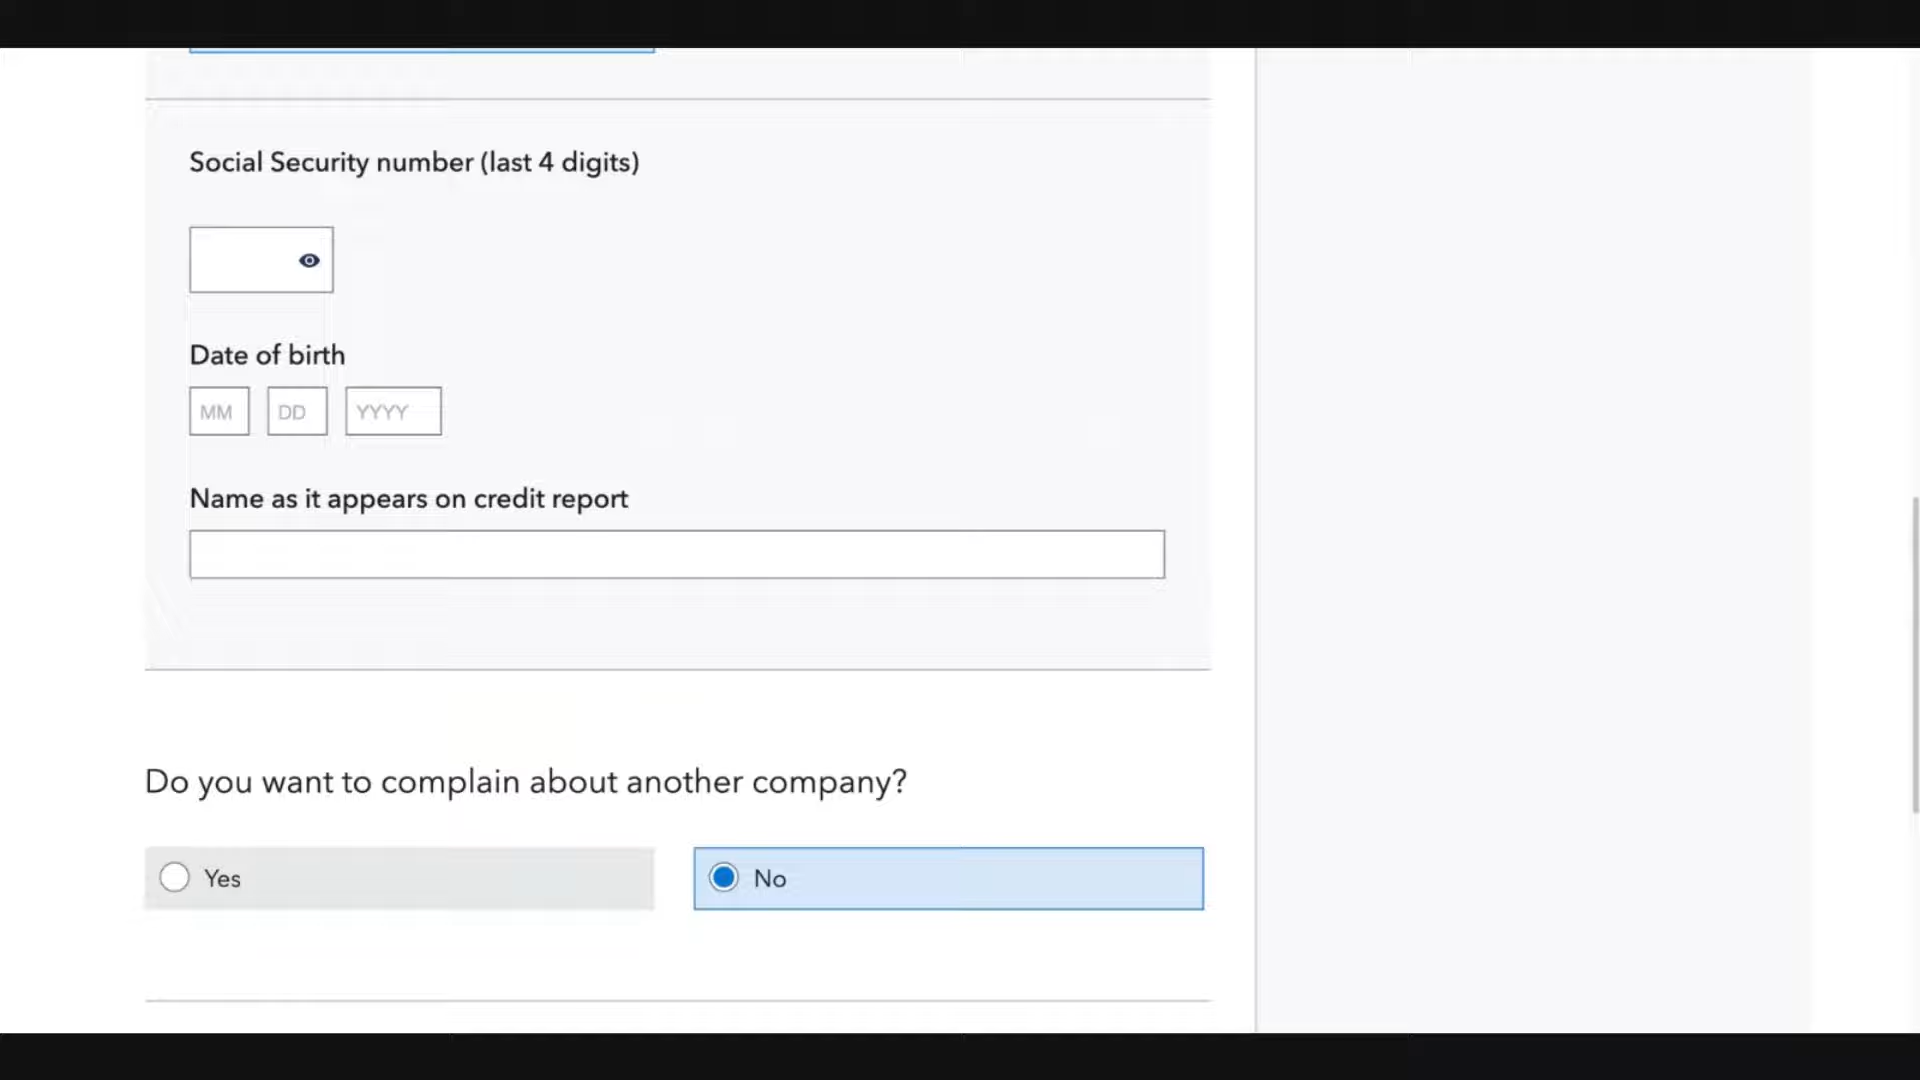 Social Security number (last 4 digits)
Date of birth
MM DD YYYY
Name as it appears on credit report
Do you want to complain about another company?
Yes No